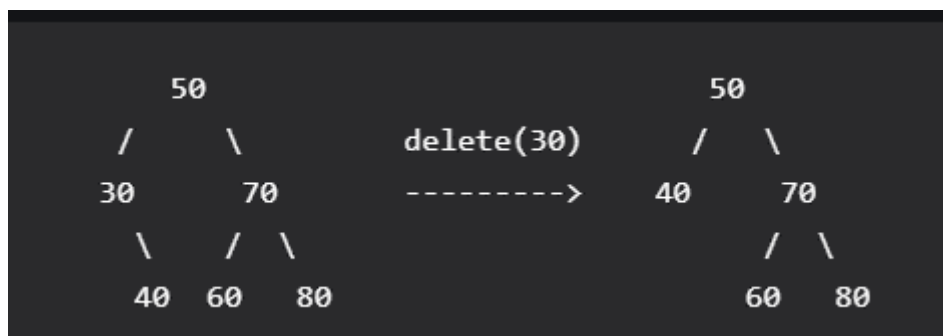 50                            50
   /     \       delete(30)       /   \
  30      70     --------->     40     70
    \    /  \                         /  \
    40  60   80                      60   80